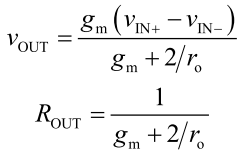 v_OUT = g_m (v_IN+ − v_IN−) / (g_m + 2/r_o)
R_OUT = 1 / (g_m + 2/r_o)